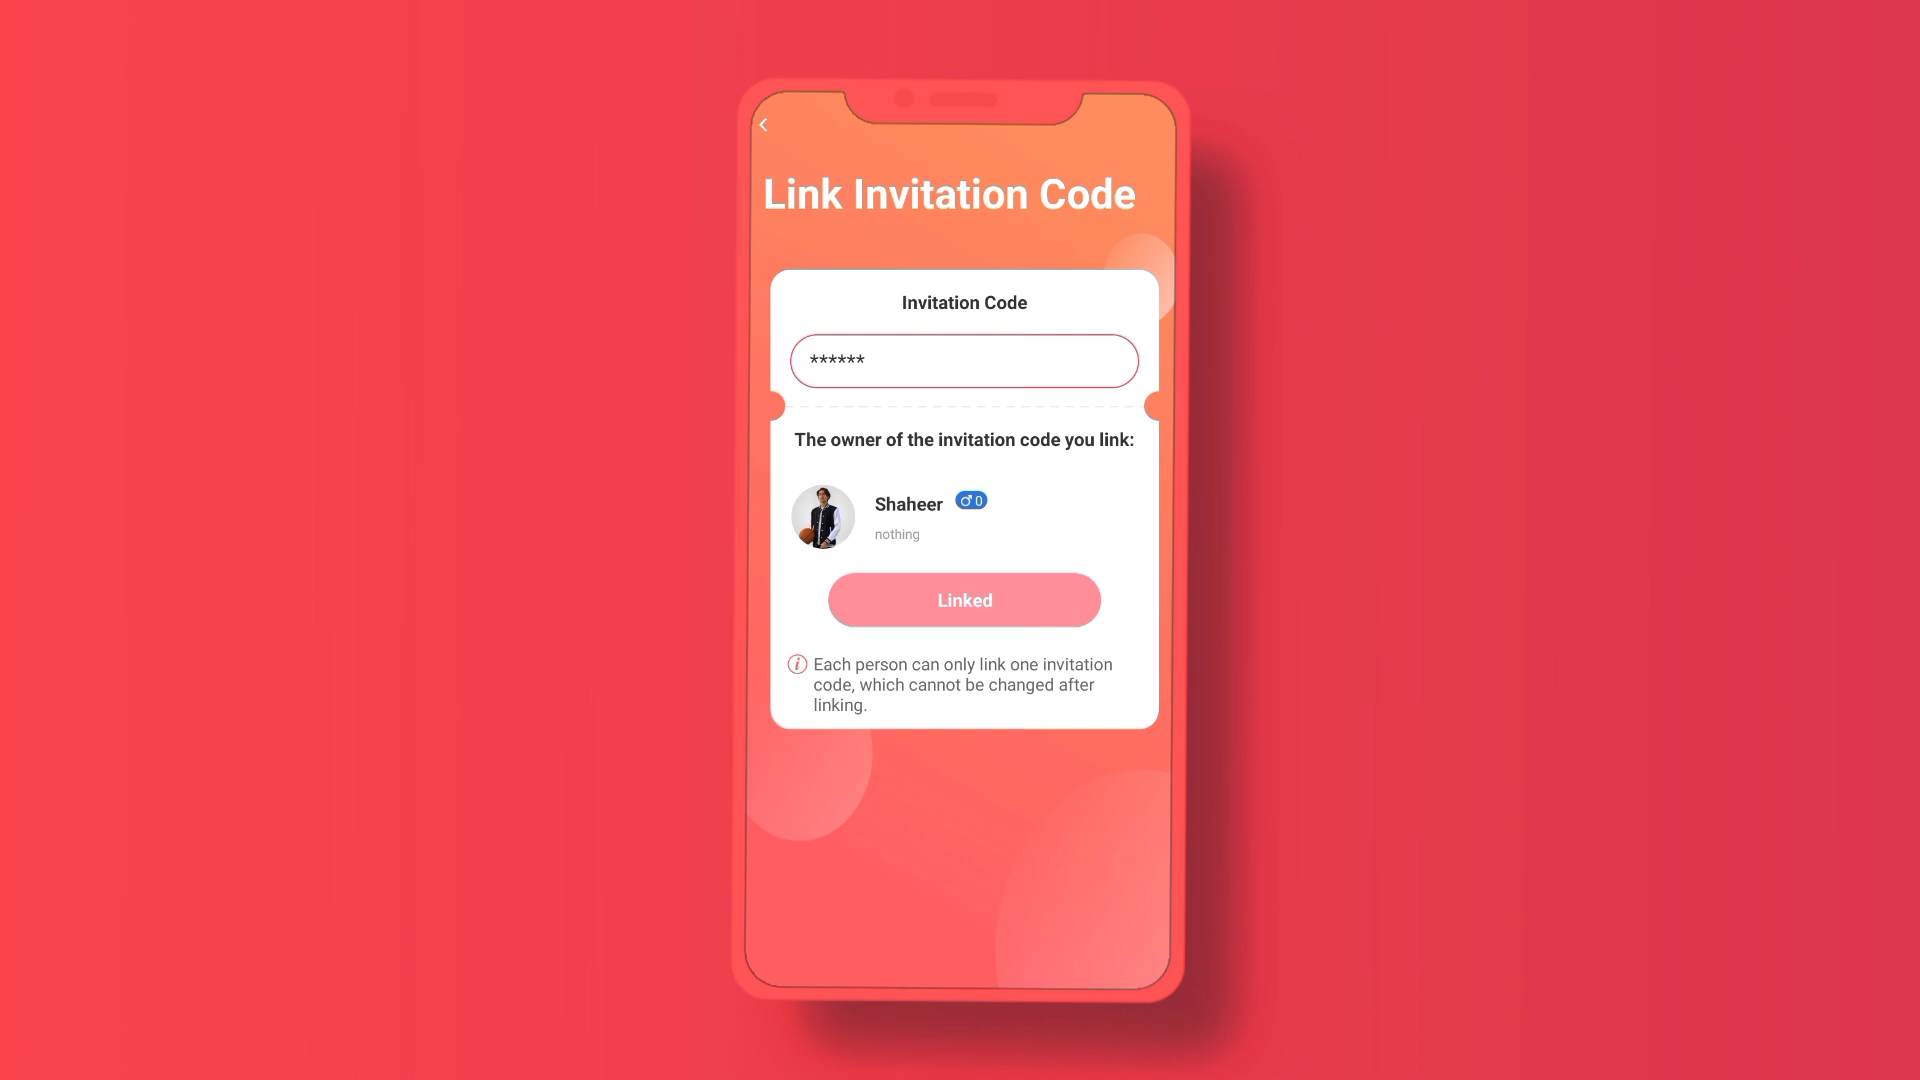 Link Invitation Code
Invitation Code
******
The owner of the invitation code you link:
Shaheer ♂0
nothing
Linked
Each person can only link one invitation
code, which cannot be changed after
linking.